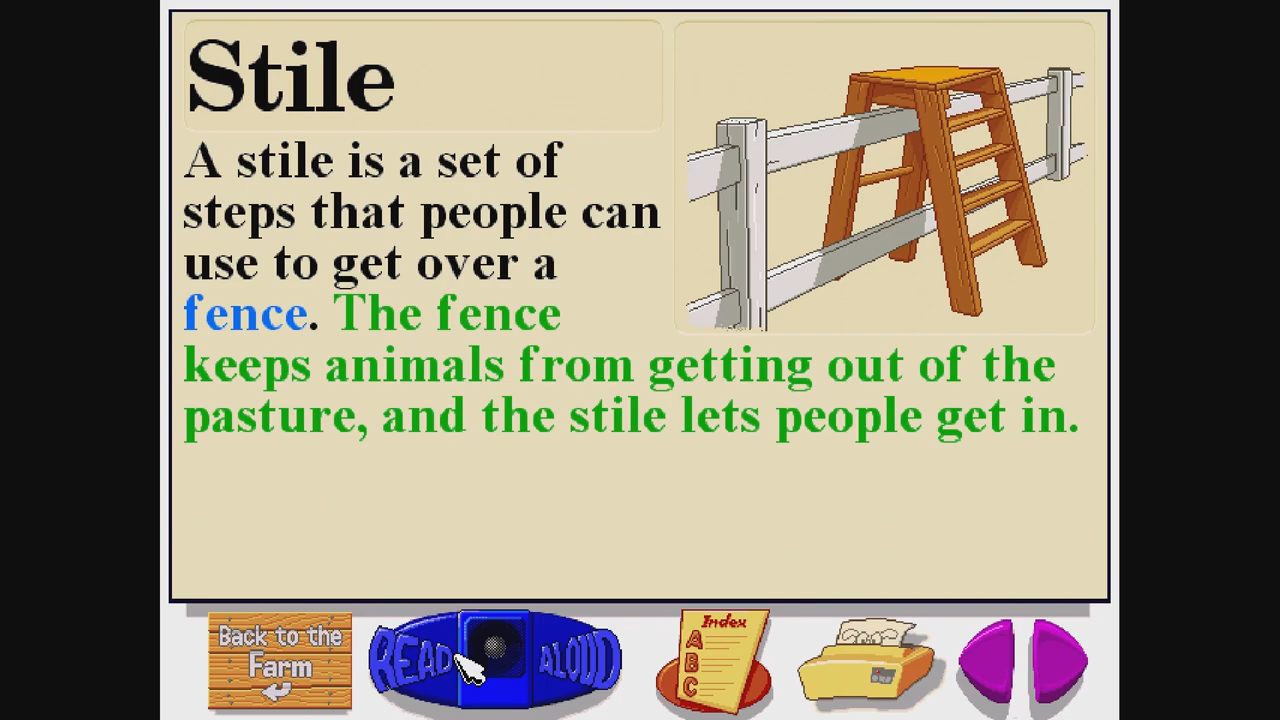 Stile
A stile is a set of
steps that people can
use to get over a
fence. The fence
keeps animals from getting out of the
pasture, and the stile lets people get in.
Back to the
Farm
READ ALOUD
Index
A
B
C